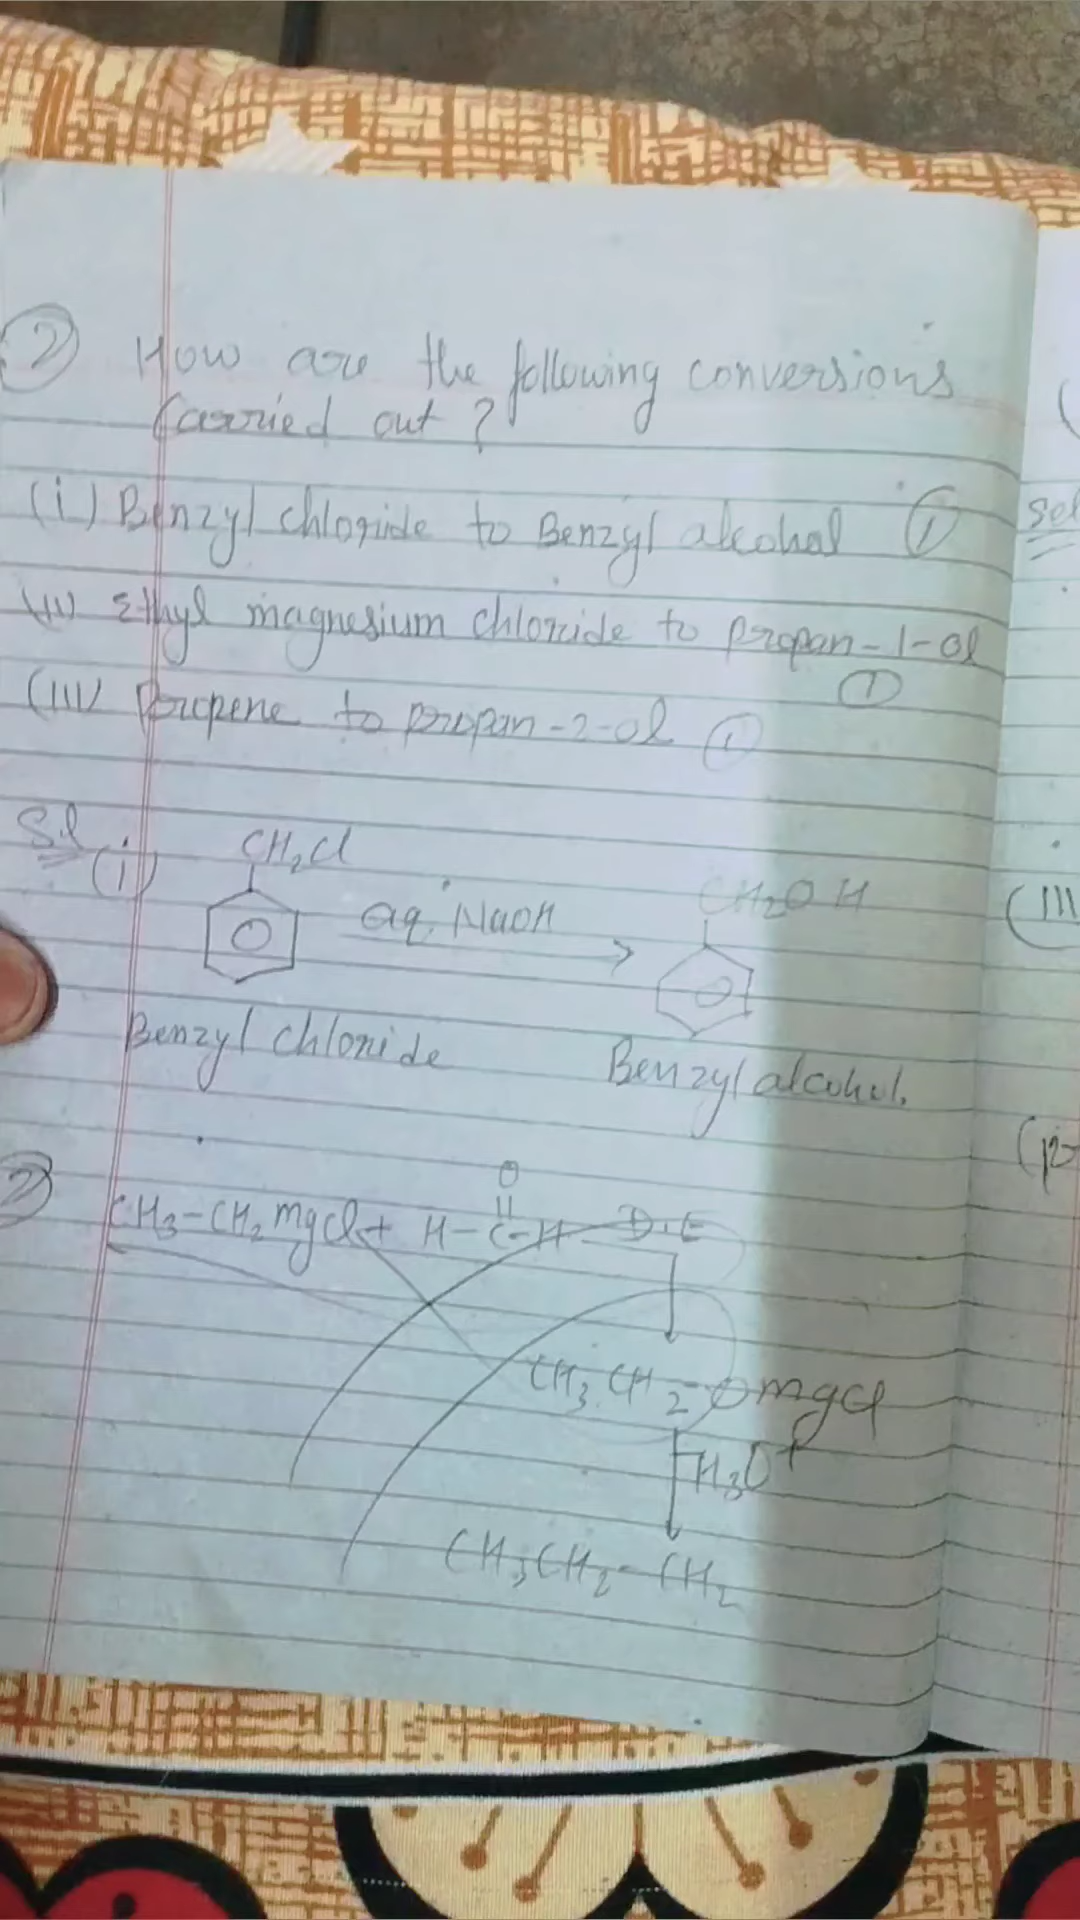 2 How are the following conversions
Carried out ?
(i) Benzyl chloride to Benzyl alcohol 1
(ii) Ethyl magnesium chloride to propan-1-ol
1
(III) Propene to propan-2-ol 1
Sol
(i) CH₂Cl aq. NaOH CH₂OH
Benzyl chloride Benzyl alcohol.
2) CH₃-CH₂MgCl + H-C-H D.E
O
CH₃.CH₂-OMgCl
H₃O⁺
CH₃CH₂-CH₂
Sol
(III